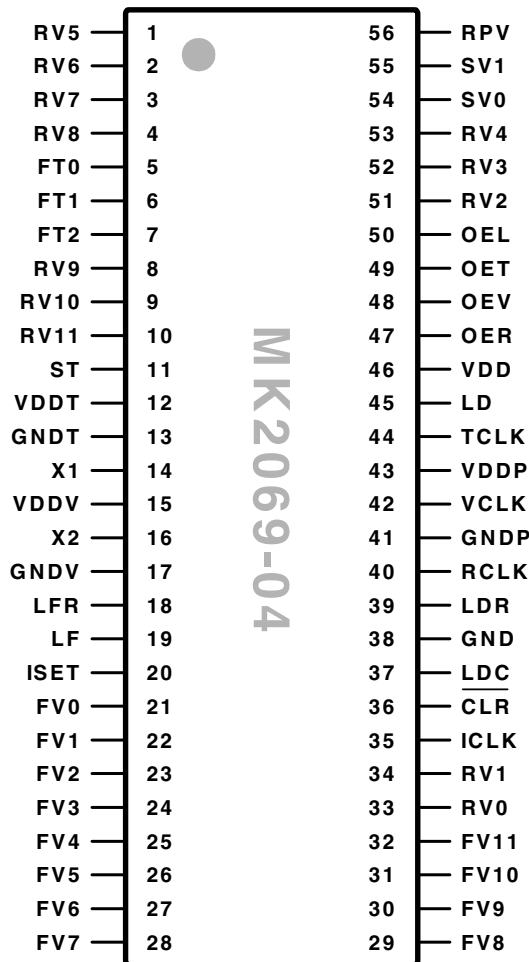 RV5 1 56 RPV
RV6 2 55 SV1
RV7 3 54 SV0
RV8 4 53 RV4
FT0 5 52 RV3
FT1 6 51 RV2
FT2 7 50 OEL
RV9 8 49 OET
RV10 9 48 OEV
RV11 10 47 OER
ST 11 46 VDD
VDDT 12 45 LD
GNDT 13 44 TCLK
X1 14 43 VDDP
VDDV 15 42 VCLK
X2 16 41 GNDP
GNDV 17 40 RCLK
LFR 18 39 LDR
LF 19 38 GND
ISET 20 37 LDC
FV0 21 36 CLR
FV1 22 35 ICLK
FV2 23 34 RV1
FV3 24 33 RV0
FV4 25 32 FV11
FV5 26 31 FV10
FV6 27 30 FV9
FV7 28 29 FV8
MK2069-04